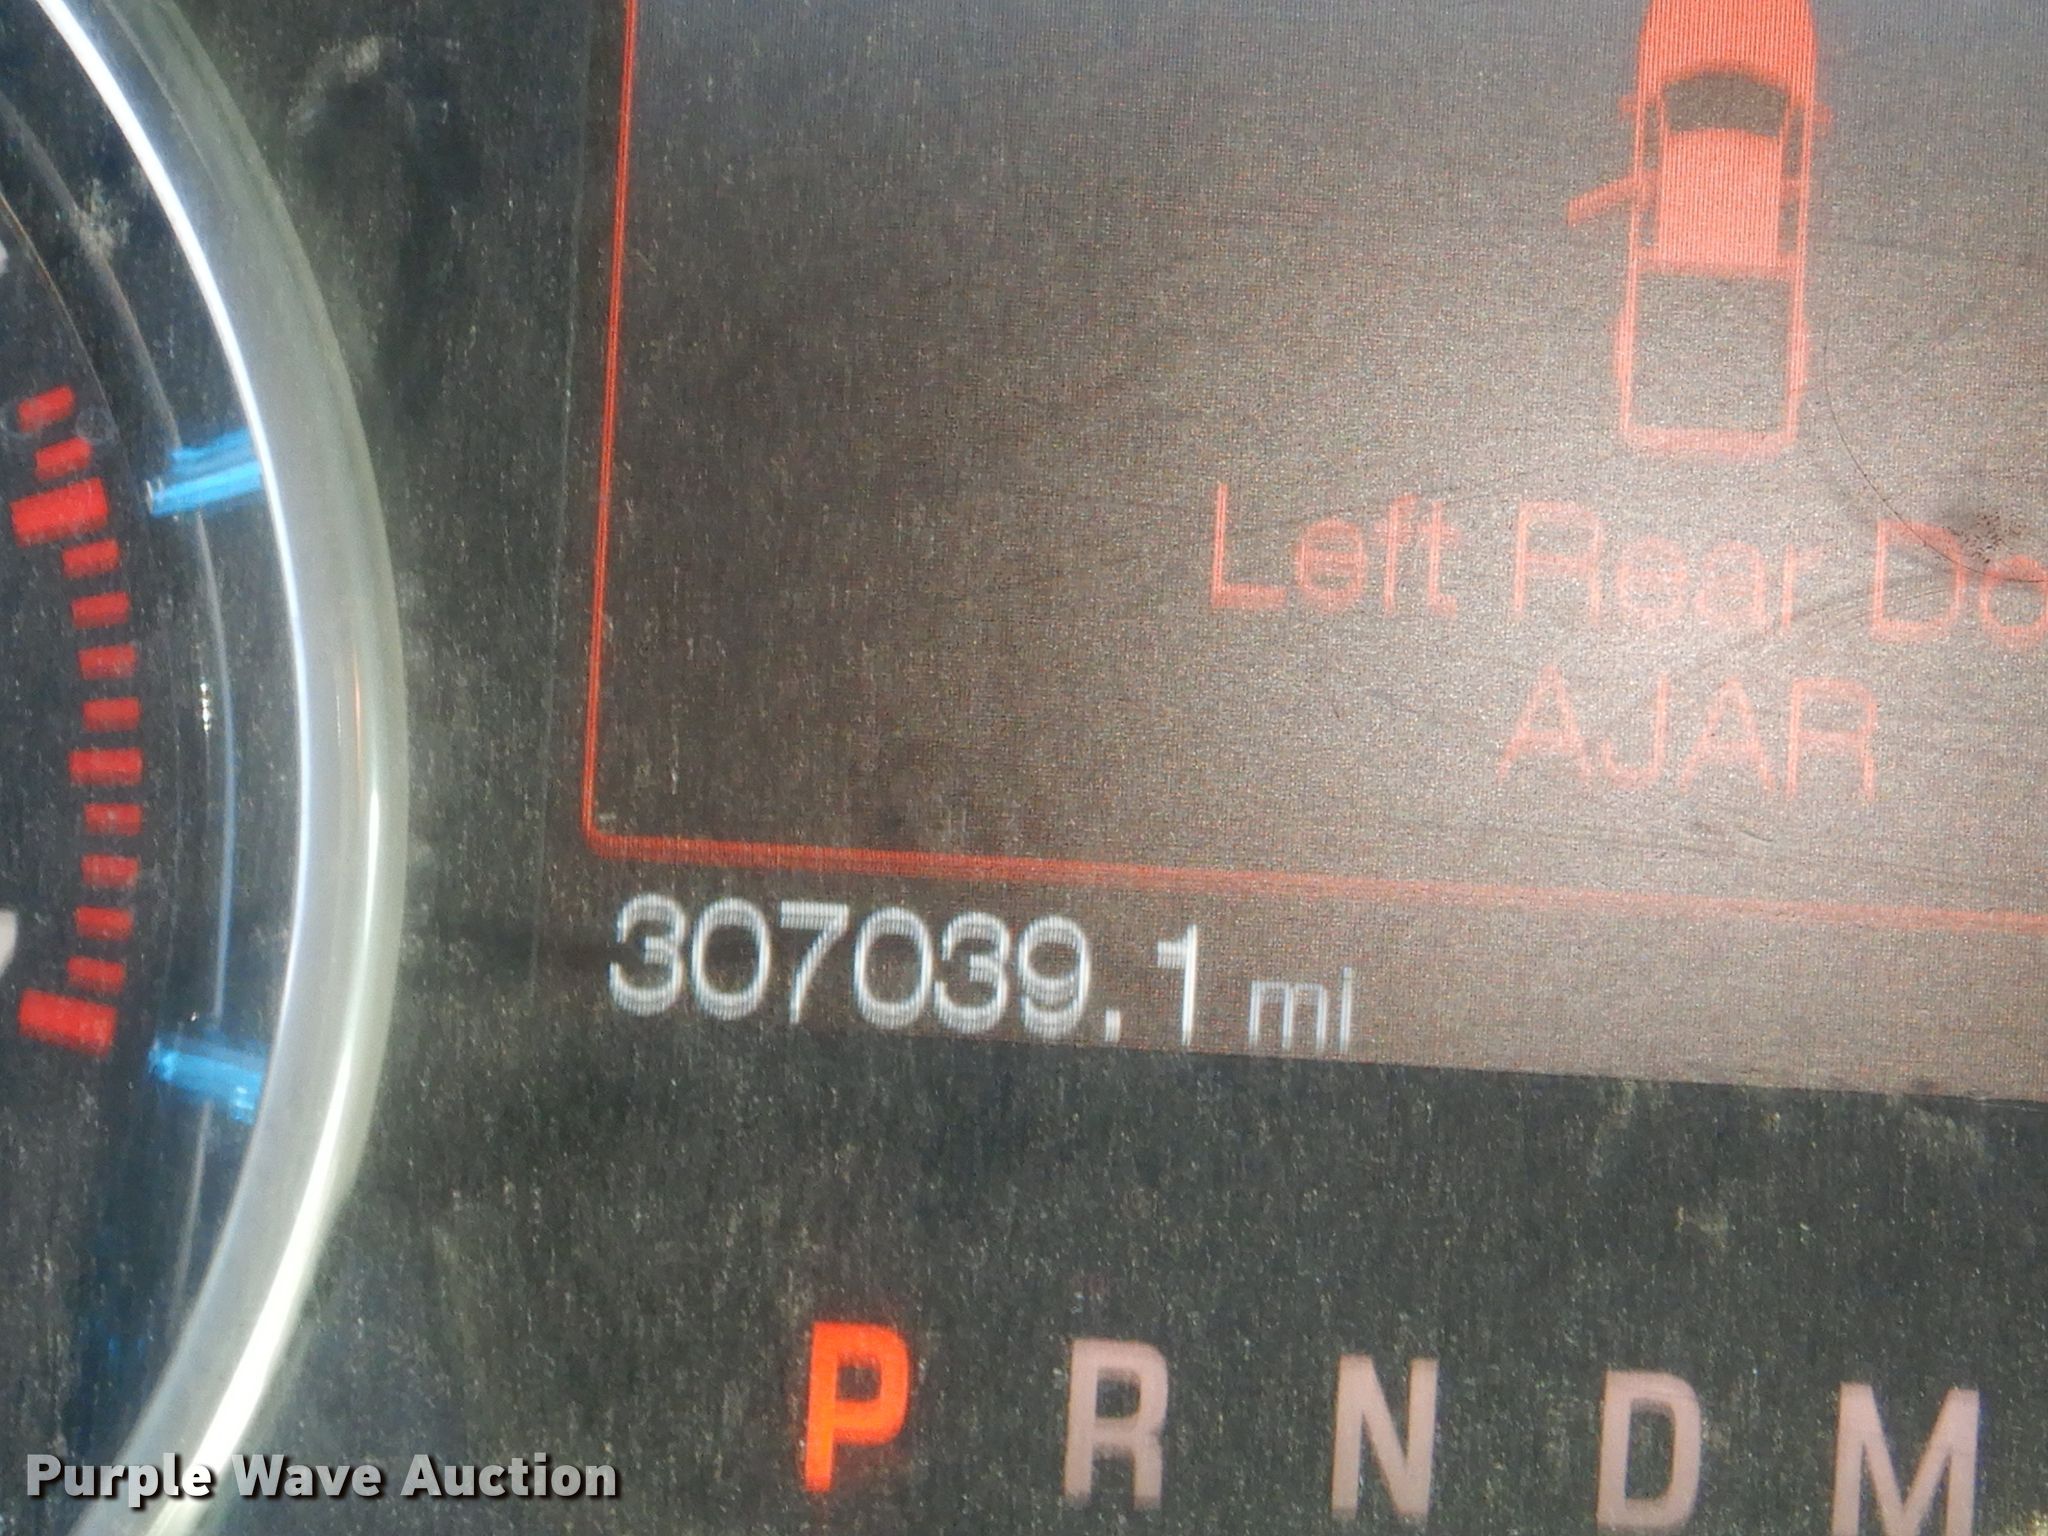 Left Rear Do
AJAR
307039.1 mi
P R N D M
Purple Wave Auction